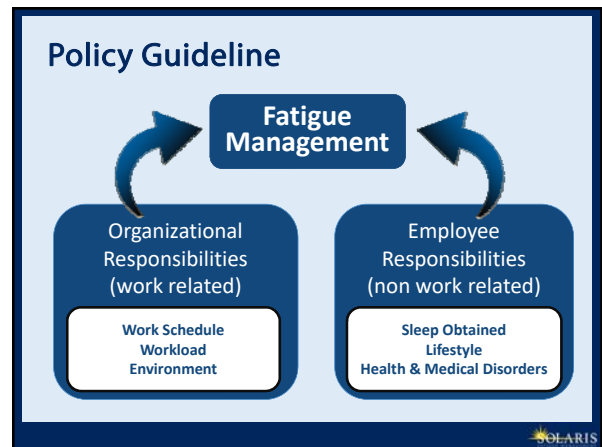 Policy Guideline
Fatigue
Management
Organizational
Responsibilities
(work related)
Work Schedule
Workload
Environment
Employee
Responsibilities
(non work related)
Sleep Obtained
Lifestyle
Health & Medical Disorders
SOLARIS